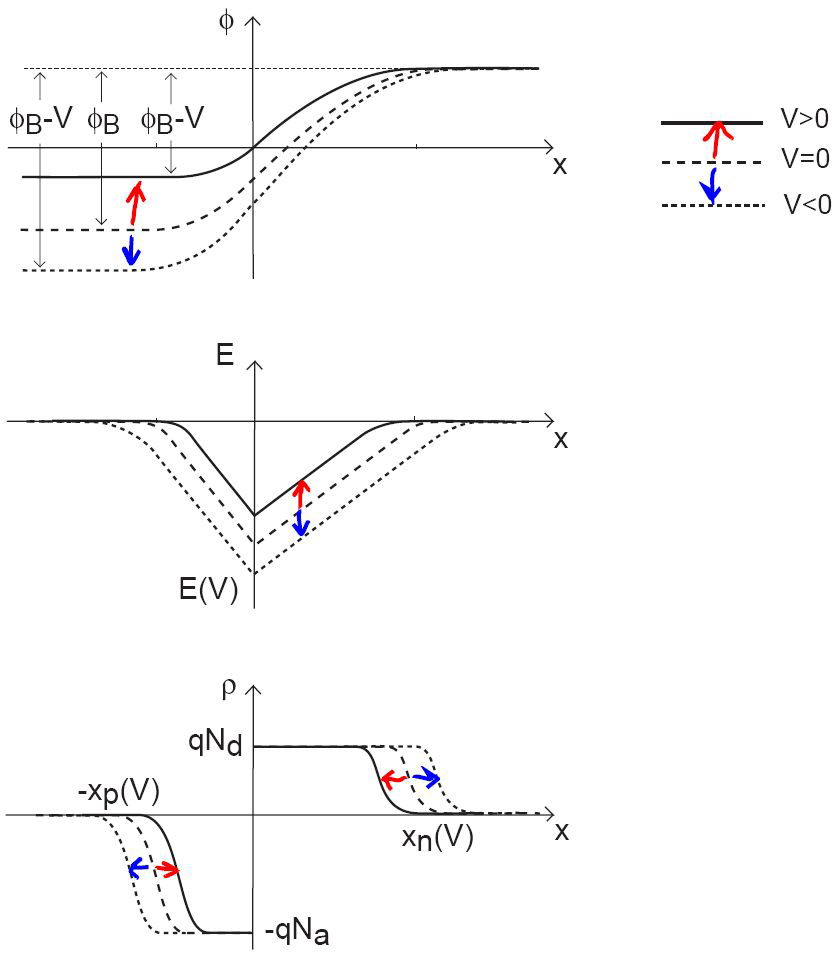 ϕ
ϕB-V ϕB ϕB-V
x
V>0
V=0
V<0
E
x
E(V)
ρ
qNd
-xp(V)
xn(V)
x
-qNa